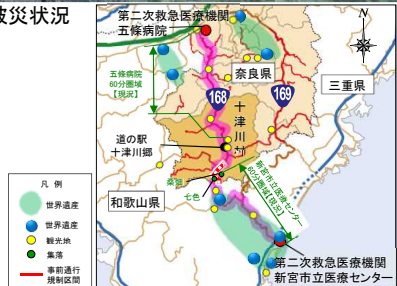 被災状況
第二次救急医療機関
五條病院
N
五條病院
60分圏域
【現況】
奈良県
168
169
三重県
十津川村
道の駅
十津川郷
七色
新宮市立医療センター
60分圏域【現況】
和歌山県
凡 例
世界遺産
世界遺産
観光地
集落
事前通行
規制区間
第二次救急医療機関
新宮市立医療センター